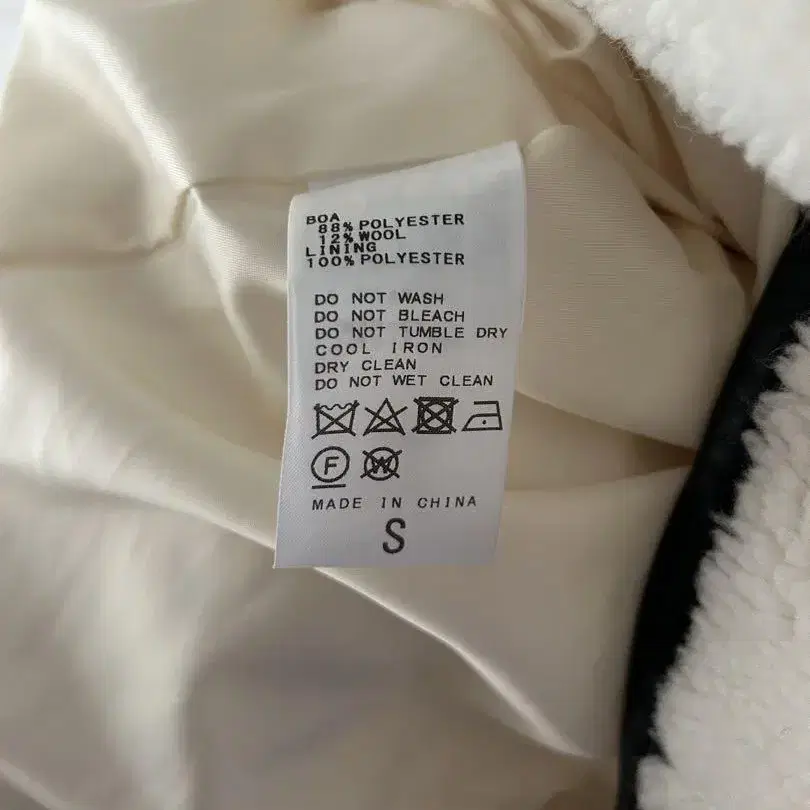 BOA
88% POLYESTER
12% WOOL
LINING
100% POLYESTER
DO NOT WASH
DO NOT BLEACH
DO NOT TUMBLE DRY
COOL IRON
DRY CLEAN
DO NOT WET CLEAN
F W
MADE IN CHINA
S